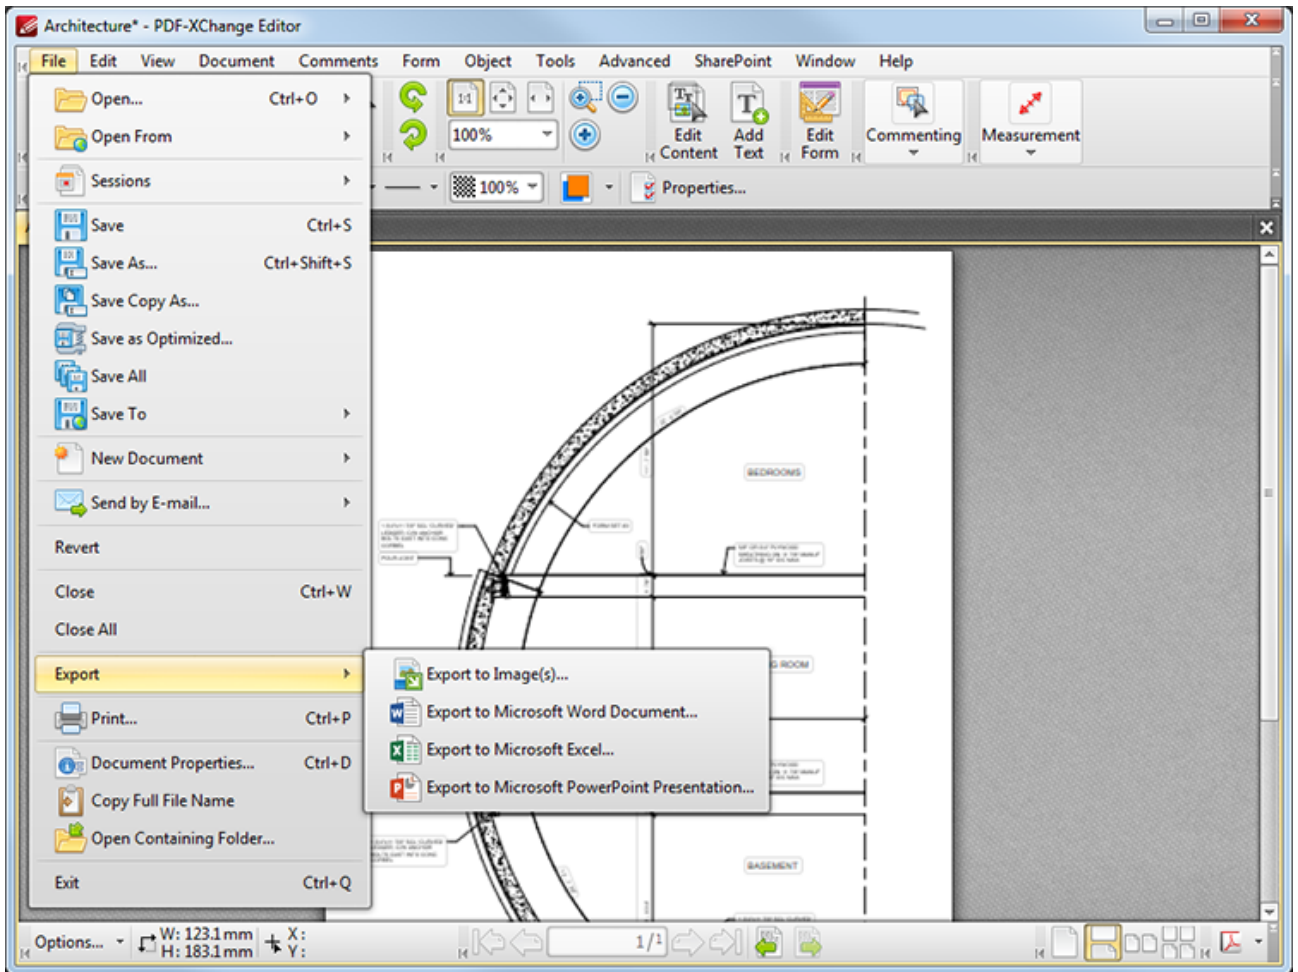 Architecture* - PDF-XChange Editor
File Edit View Document Comments Form Object Tools Advanced SharePoint Window Help
Open... Ctrl+O
Open From
Sessions
Save Ctrl+S
Save As... Ctrl+Shift+S
Save Copy As...
Save as Optimized...
Save All
Save To
New Document
Send by E-mail...
Revert
Close Ctrl+W
Close All
Export
Print... Ctrl+P
Document Properties... Ctrl+D
Copy Full File Name
Open Containing Folder...
Exit Ctrl+Q
1:1
100%
Edit Content
Add Text
Edit Form
Commenting
Measurement
100%
Properties...
BEDROOMS
ROOM
BASEMENT
Export to Image(s)...
Export to Microsoft Word Document...
Export to Microsoft Excel...
Export to Microsoft PowerPoint Presentation...
Options...
W: 123.1 mm
H: 183.1 mm
X:
Y:
1/1